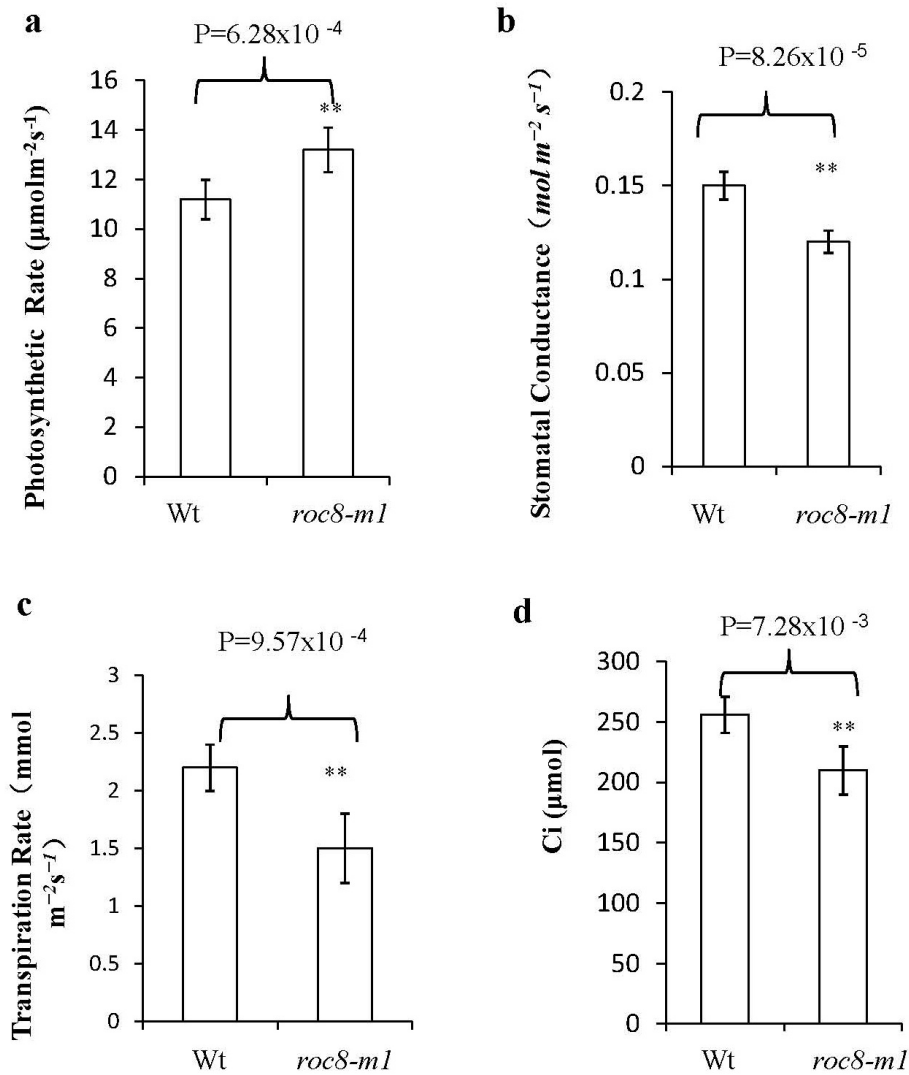 a
P=6.28x10 -4
16
14
12
10
8
6
4
2
0
Photosynthetic Rate (μmolm-2s-1)
**
Wt roc8-m1
b
P=8.26x10 -5
0.2
0.15
0.1
0.05
0
Stomatal Conductance (mol m−2 s−1)
**
Wt roc8-m1
c
P=9.57x10 -4
3
2.5
2
1.5
1
0.5
0
Transpiration Rate (mmol
m−2s−1)
**
Wt roc8-m1
d
P=7.28x10 -3
300
250
200
150
100
50
0
Ci (μmol)
**
Wt roc8-m1